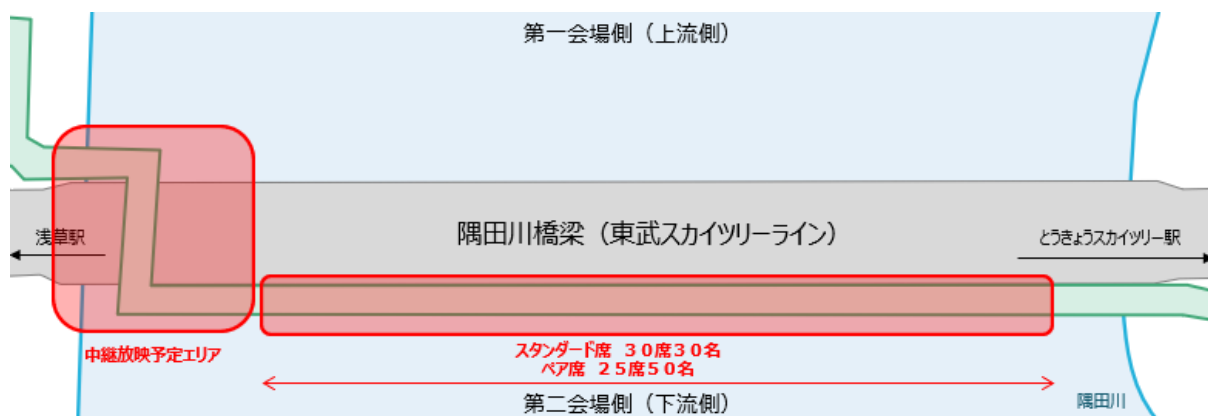 第一会場側（上流側）
浅草駅
隅田川橋梁（東武スカイツリーライン）
とうきょうスカイツリー駅
中継放映予定エリア
スタンダード席　３０席３０名
ペア席　２５席５０名
第二会場側（下流側）
隅田川